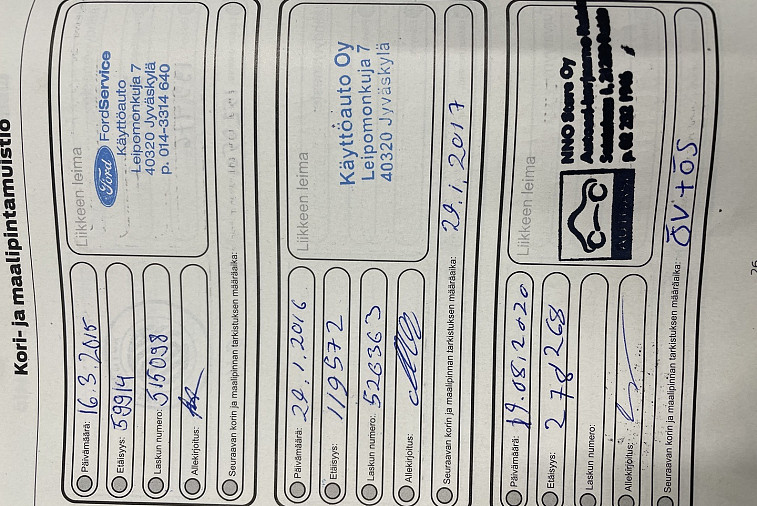 Kori- ja maalipintamuistio
Päivämäärä: 16.3.2015
Etäisyys: 59914
Laskun numero: 515098
Allekirjoitus:
Seuraavan korin ja maalipinnan tarkistuksen määräaika:
Liikkeen leima
Ford FordService
Käyttöauto
Leipomonkuja 7
40320 Jyväskylä
p. 014-3314 640
Päivämäärä: 29.1.2016
Etäisyys: 119572
Laskun numero: 526363
Allekirjoitus:
Seuraavan korin ja maalipinnan tarkistuksen määräaika: 29.1.2017
Liikkeen leima
Käyttöauto Oy
Leipomonkuja 7
40320 Jyväskylä
Päivämäärä: 19.08.2020
Etäisyys: 278268
Laskun numero:
Allekirjoitus:
Seuraavan korin ja maalipinnan tarkistuksen määräaika: ÖV + ÖS
Liikkeen leima
Oy
76